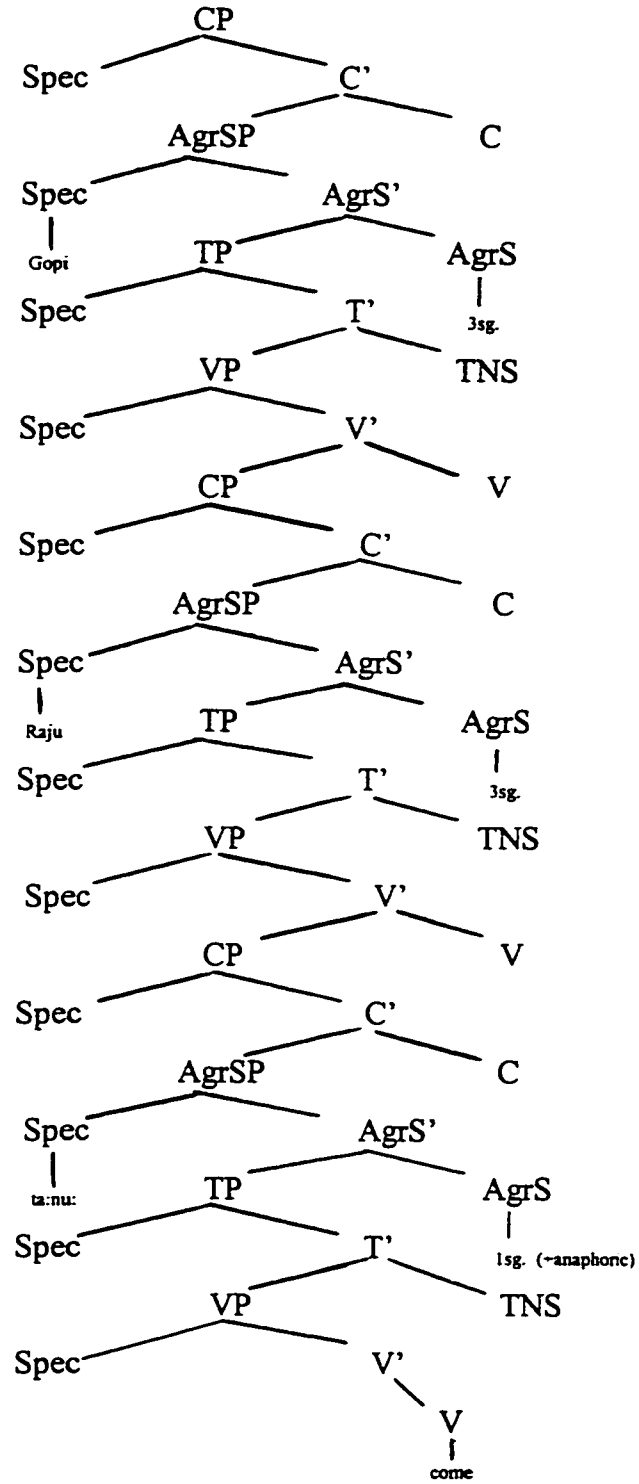 CP
Spec C'
AgrSP C
Spec AgrS'
Gopi TP AgrS
Spec T' 3sg.
VP TNS
Spec V'
CP V
Spec C'
AgrSP C
Spec AgrS'
Raju TP AgrS
Spec T' 3sg.
VP TNS
Spec V'
CP V
Spec C'
AgrSP C
Spec AgrS'
ta:nu: TP AgrS
Spec T' 1sg. (+anaphoric)
VP TNS
Spec V'
V
come